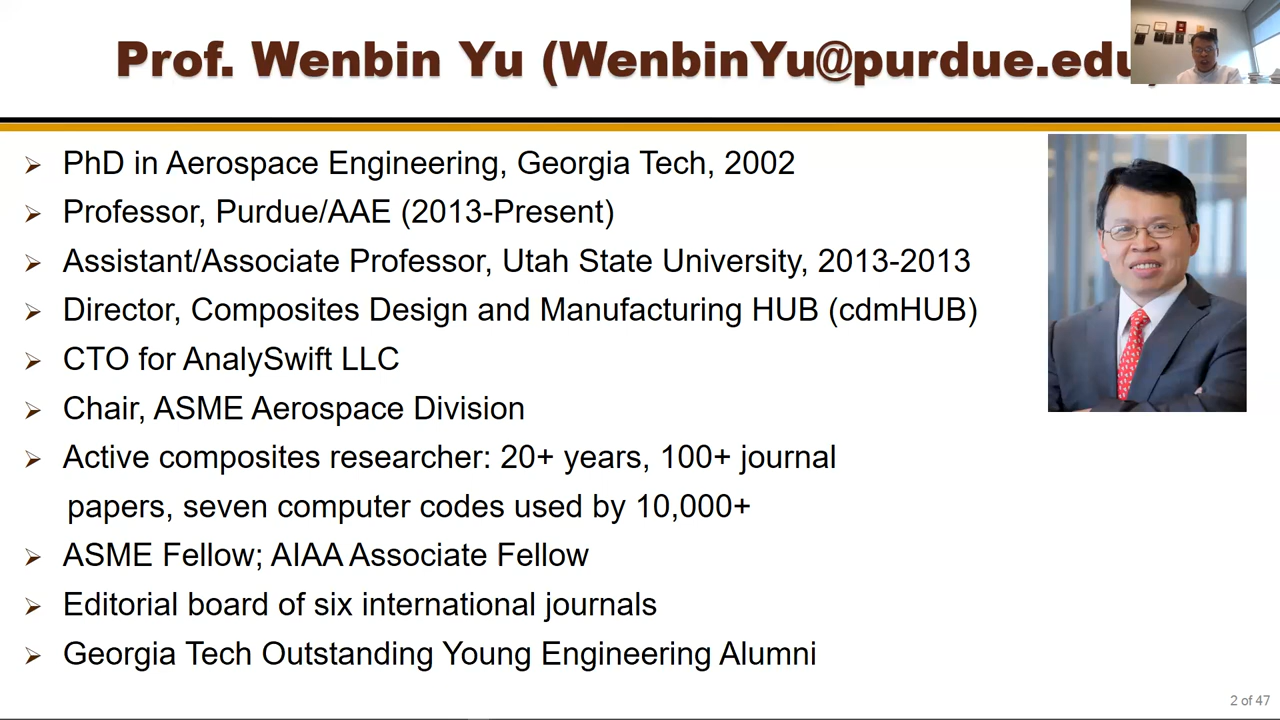 Prof. Wenbin Yu (WenbinYu@purdue.edu
PhD in Aerospace Engineering, Georgia Tech, 2002
Professor, Purdue/AAE (2013-Present)
Assistant/Associate Professor, Utah State University, 2013-2013
Director, Composites Design and Manufacturing HUB (cdmHUB)
CTO for AnalySwift LLC
Chair, ASME Aerospace Division
Active composites researcher: 20+ years, 100+ journal
papers, seven computer codes used by 10,000+
ASME Fellow; AIAA Associate Fellow
Editorial board of six international journals
Georgia Tech Outstanding Young Engineering Alumni
2 of 47